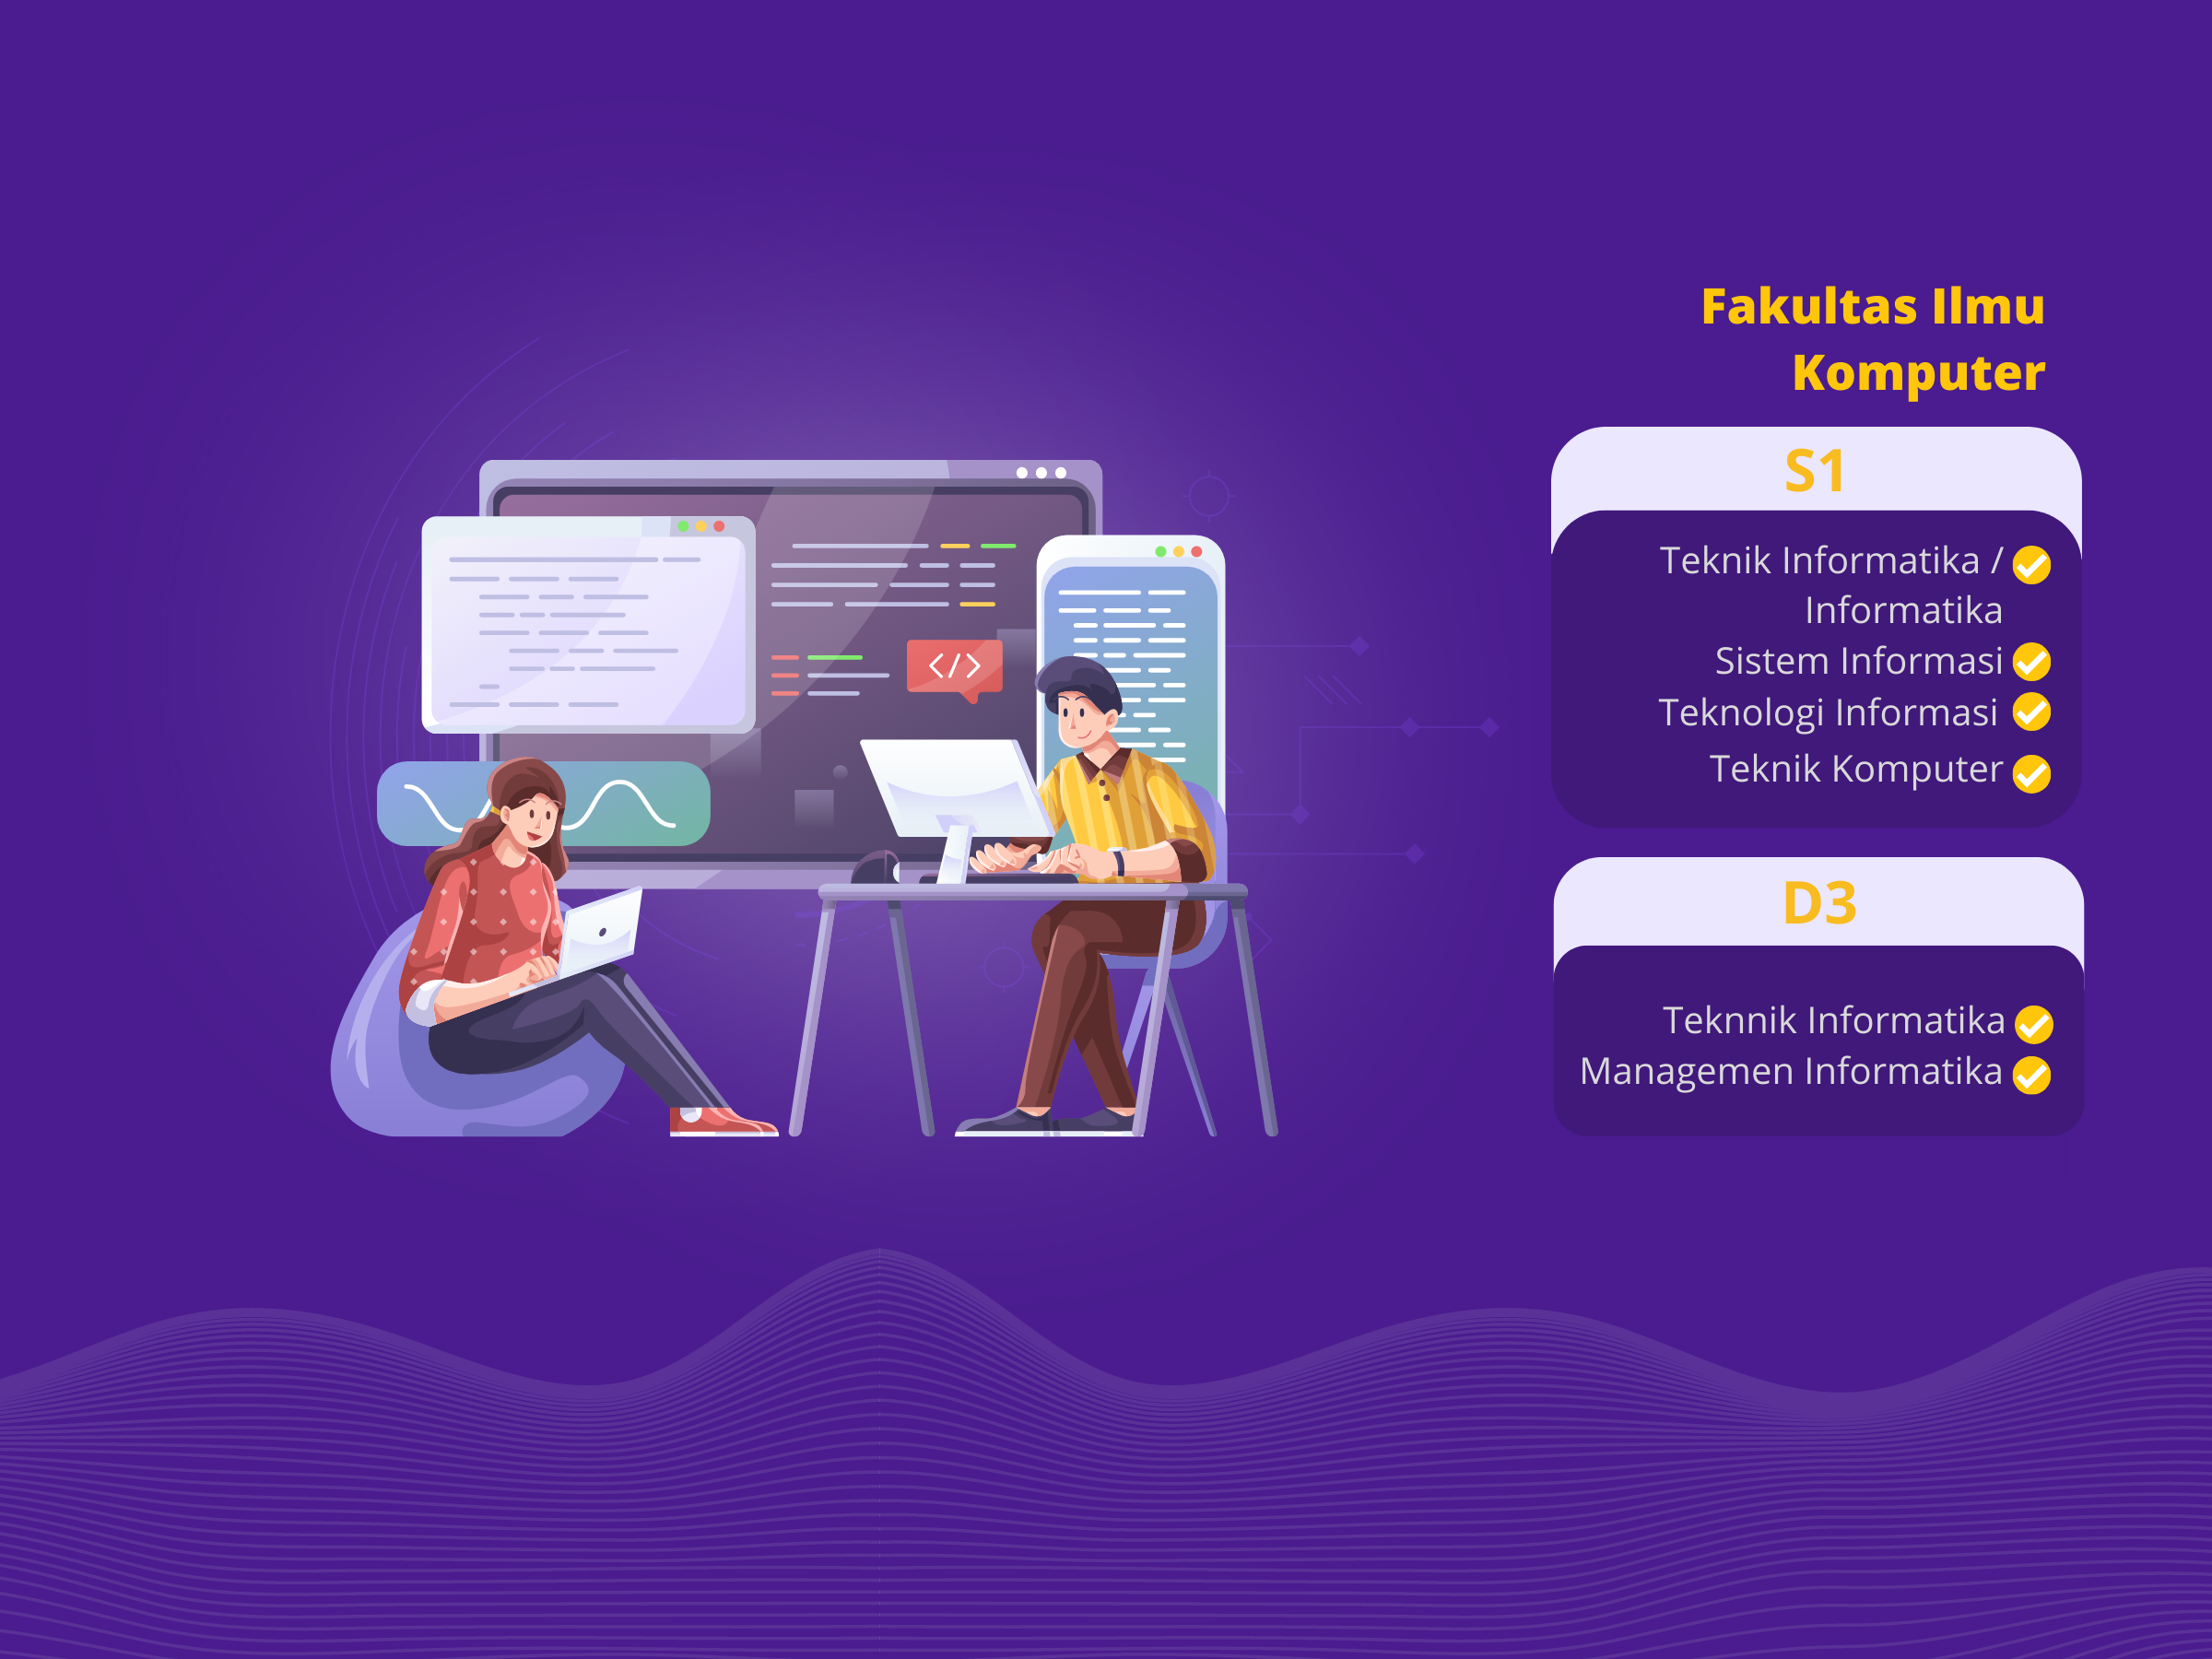 Fakultas Ilmu
Komputer
S1
Teknik Informatika /
Informatika
Sistem Informasi
Teknologi Informasi
Teknik Komputer
D3
Teknnik Informatika
Managemen Informatika
</>